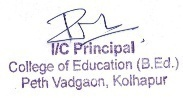 I/C Principal
College of Education (B.Ed.)
Peth Vadgaon, Kolhapur